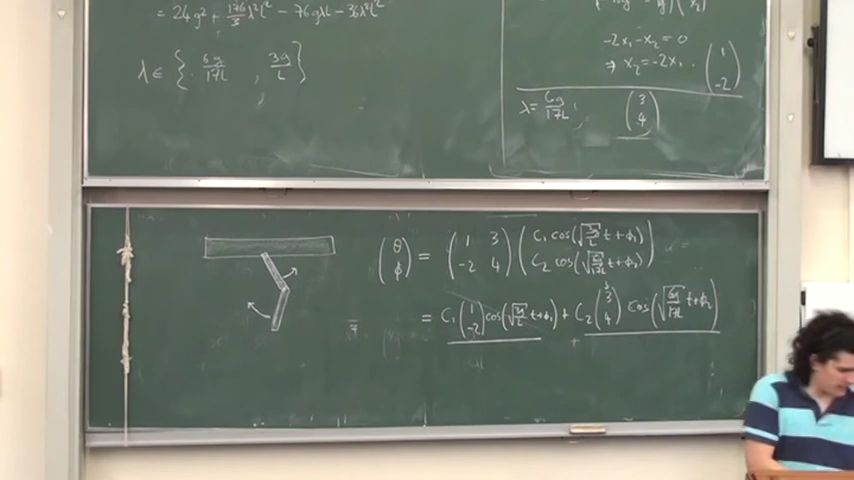 = 24g² + 176/3 λ²l² − 76gλl − 36λ²l²
λ ∈ { 6g/17L , 3g/L }
-2x₁ - x₂ = 0
⇒ x₂ = -2x₁ . (1 -2)
λ = 6g/17L , (3 4)
(θ φ) = (1 3 -2 4) (C₁ cos(√(3g/L) t + φ₁) C₂ cos(√(6g/17L) t + φ₂))
= C₁ (1 -2) cos(√(3g/L) t + φ₁) + C₂ (3 4) cos(√(6g/17L) t + φ₂)